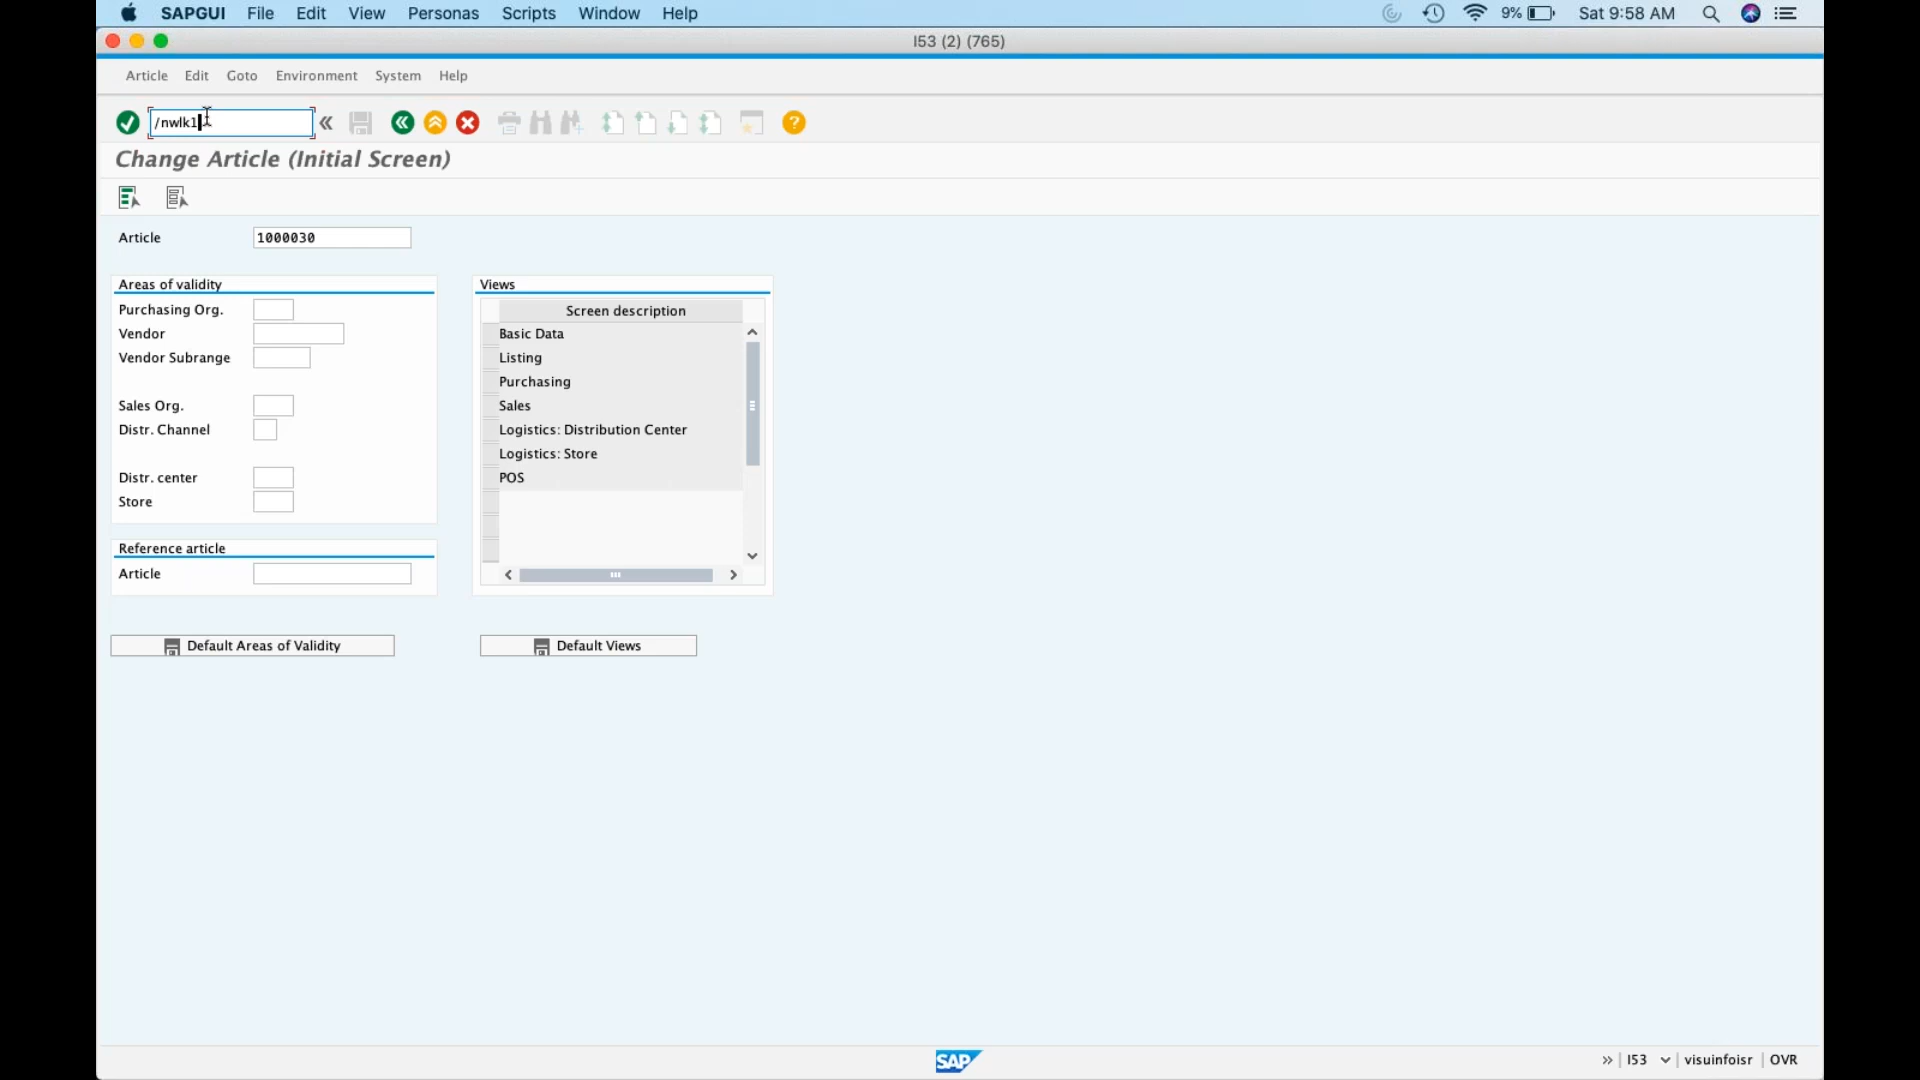 SAPGUI File Edit View Personas Scripts Window Help 9% Sat 9:58 AM
I53 (2) (765)
Article Edit Goto Environment System Help
/nwlk1
Change Article (Initial Screen)
Article 1000030
Areas of validity
Purchasing Org.
Vendor
Vendor Subrange
Sales Org.
Distr. Channel
Distr. center
Store
Reference article
Article
Default Areas of Validity
Views
Screen description
Basic Data
Listing
Purchasing
Sales
Logistics: Distribution Center
Logistics: Store
POS
Default Views
SAP
I53 visuinfoisr OVR